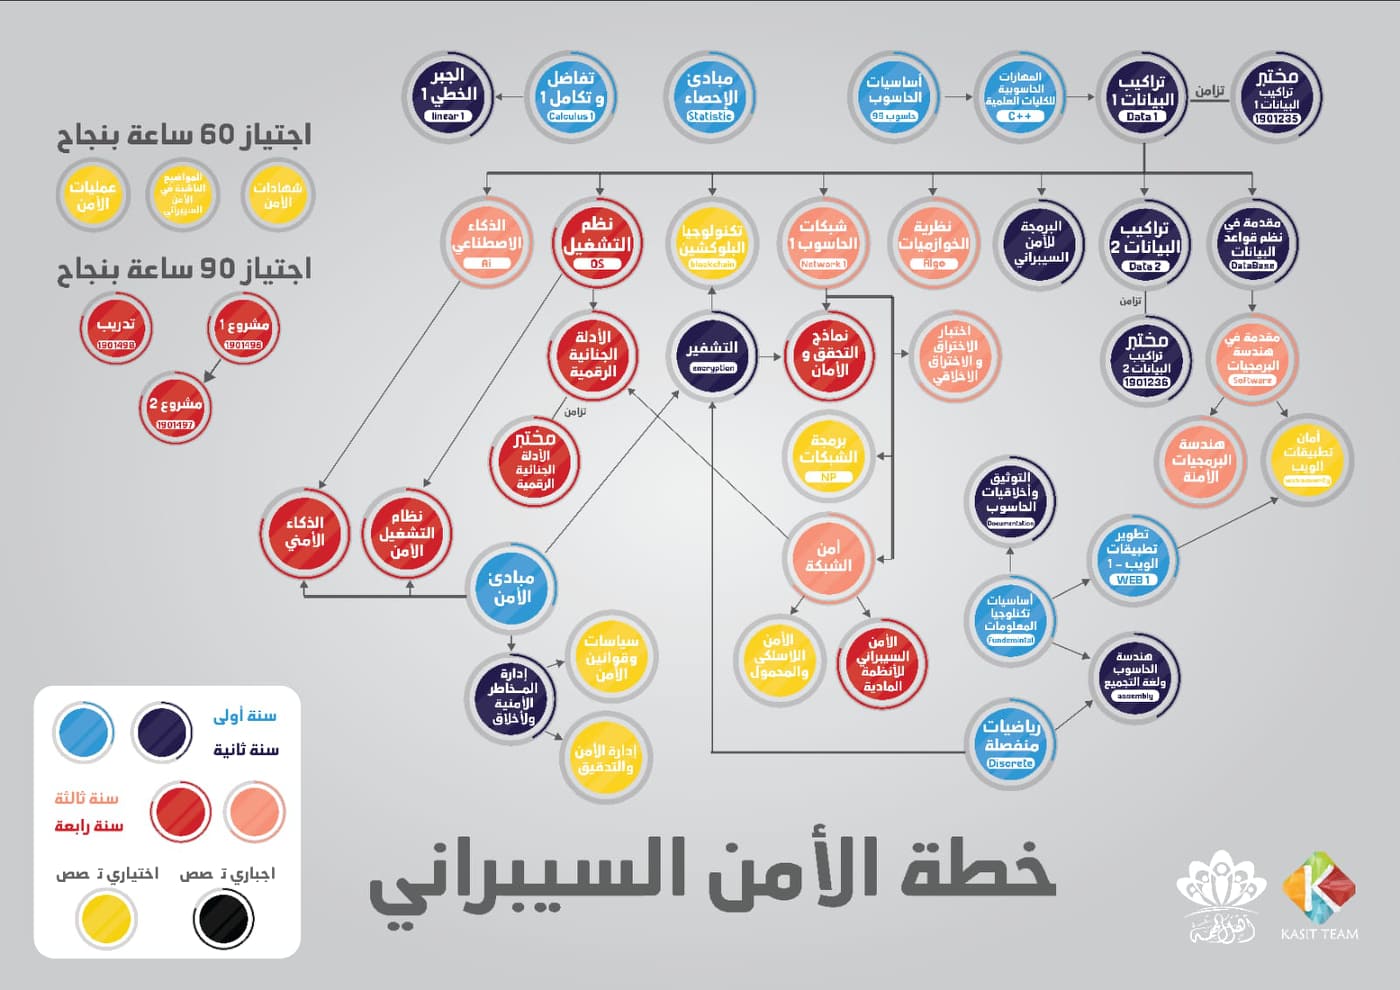 الجبر
الخطي 1
linear 1
تفاضل
و تكامل 1
Calculus 1
مبادئ
الإحصاء
Statistic
أساسيات
الحاسوب
حاسوب 99
المهارات
الحاسوبية
للكليات العلمية
C++
تراكيب
البيانات 1
Data 1
تزامن
مختبر
تراكيب
البيانات 1
1901235
اجتياز 60 ساعة بنجاح
عمليات
الأمن
المواضيع
الناشئة في
الأمن
السيبراني
شهادات
الأمن
اجتياز 90 ساعة بنجاح
تدريب
1901498
مشروع 1
1901496
مشروع 2
1901497
الذكاء
الاصطناعي
Ai
نظم
التشغيل
OS
تكنولوجيا
البلوكشين
blockchain
شبكات
الحاسوب 1
Network 1
نظرية
الخوازميات
Algo
البرمجة
للأمن
السيبراني
تراكيب
البيانات 2
Data 2
مقدمة في
نظم قواعد
البيانات
DataBase
تزامن
الأدلة
الجنائية
الرقمية
التشفير
encryption
نماذج
التحقق و
الأمان
اختبار
الاختراق
و الاختراق
الاخلاقي
مختبر
تراكيب
البيانات 2
1901236
مقدمة في
هندسة
البرمجيات
Software
تزامن
مختبر
الأدلة
الجنائية
الرقمية
برمجة
الشبكات
NP
هندسة
البرمجيات
الآمنة
أمان
تطبيقات
الويب
التوثيق
وأخلاقيات
الحاسوب
Documentation
الذكاء
الأمني
نظام
التشغيل
الآمن
مبادئ
الأمن
أمن
الشبكة
تطوير
تطبيقات
الويب - 1
WEB 1
أساسيات
تكنلوجيا
المعلومات
Fundemintal
سياسات
وقوانين
الأمن
إدارة
المخاطر
الأمنية
ولأخلاق
الأمن
اللاسلكي
والمحمول
الأمن
السيبراني
للأنظمة
المادية
هندسة
الحاسوب
ولغة التجميع
assembly
إدارة الأمن
والتدقيق
رياضيات
منفصلة
Discrete
سنة أولى
سنة ثانية
سنة ثالثة
سنة رابعة
اجباري ت صص
اختياري ت صص
خطة الأمن السيبراني
KASIT TEAM